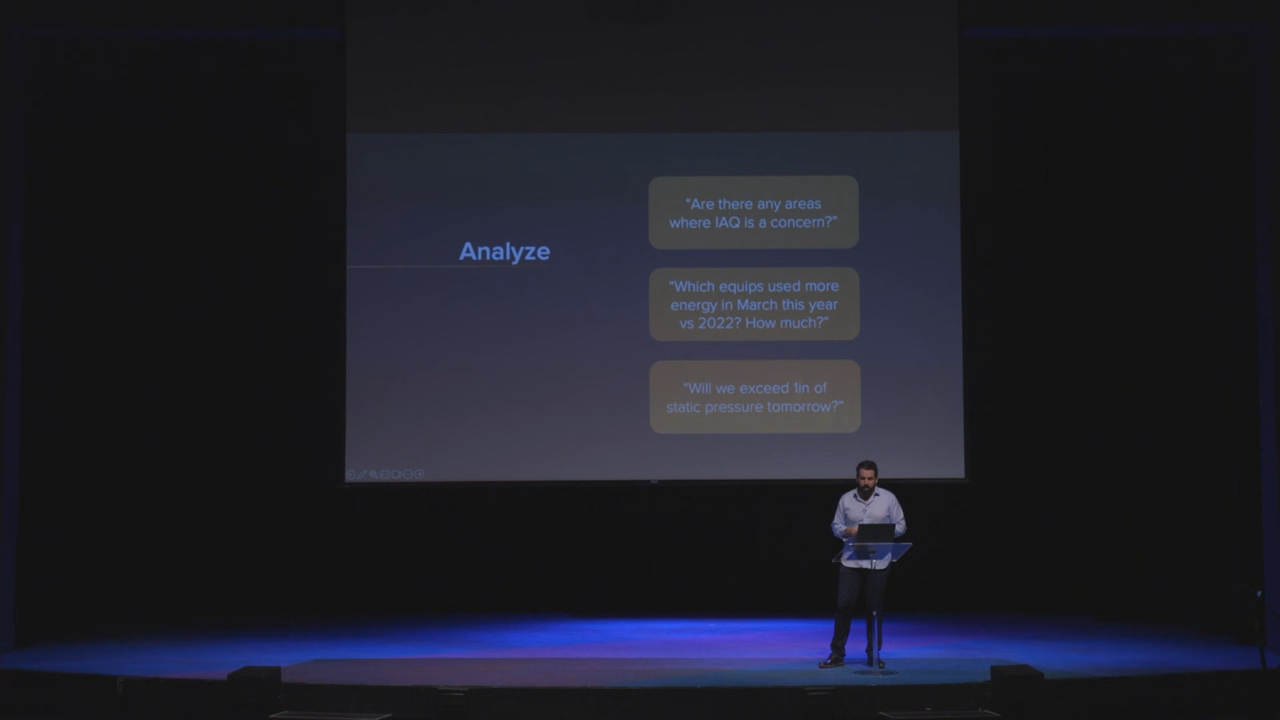 Analyze
“Are there any areas
where IAQ is a concern?”
“Which equips used more
energy in March this year
vs 2022? How much?”
“Will we exceed 1in of
static pressure tomorrow?”